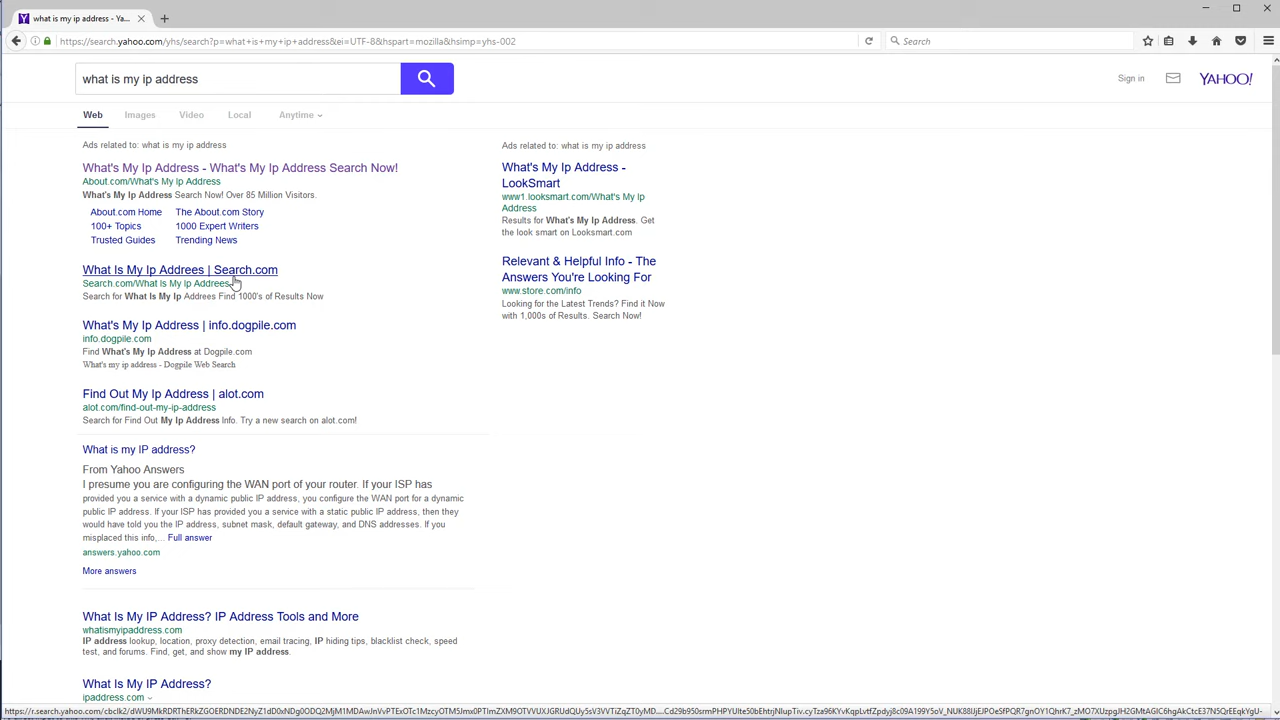 what is my ip address - Ya...
https://search.yahoo.com/yhs/search?p=what+is+my+ip+address&ei=UTF-8&hspart=mozilla&hsimp=yhs-002
Search
what is my ip address
Sign in
YAHOO!
Web
Images
Video
Local
Anytime
Ads related to: what is my ip address
What's My Ip Address - What's My Ip Address Search Now!
About.com/What's My Ip Address
What's My Ip Address Search Now! Over 85 Million Visitors.
About.com Home
The About.com Story
100+ Topics
1000 Expert Writers
Trusted Guides
Trending News
What Is My Ip Addrees | Search.com
Search.com/What Is My Ip Addrees
Search for What Is My Ip Addrees Find 1000's of Results Now
What's My Ip Address | info.dogpile.com
info.dogpile.com
Find What's My Ip Address at Dogpile.com
What's my ip address - Dogpile Web Search
Find Out My Ip Address | alot.com
alot.com/find-out-my-ip-address
Search for Find Out My Ip Address Info. Try a new search on alot.com!
What is my IP address?
From Yahoo Answers
I presume you are configuring the WAN port of your router. If your ISP has
provided you a service with a dynamic public IP address, you configure the WAN port for a dynamic
public IP address. If your ISP has provided you a service with a static public IP address, then they
would have told you the IP address, subnet mask, default gateway, and DNS addresses. If you
misplaced this info,... Full answer
answers.yahoo.com
More answers
What Is My IP Address? IP Address Tools and More
whatismyipaddress.com
IP address lookup, location, proxy detection, email tracing, IP hiding tips, blacklist check, speed
test, and forums. Find, get, and show my IP address.
What Is My IP Address?
ipaddress.com
Ads related to: what is my ip address
What's My Ip Address -
LookSmart
www1.looksmart.com/What's My Ip
Address
Results for What's My Ip Address. Get
the look smart on Looksmart.com
Relevant & Helpful Info - The
Answers You're Looking For
www.store.com/info
Looking for the Latest Trends? Find it Now
with 1,000s of Results. Search Now!